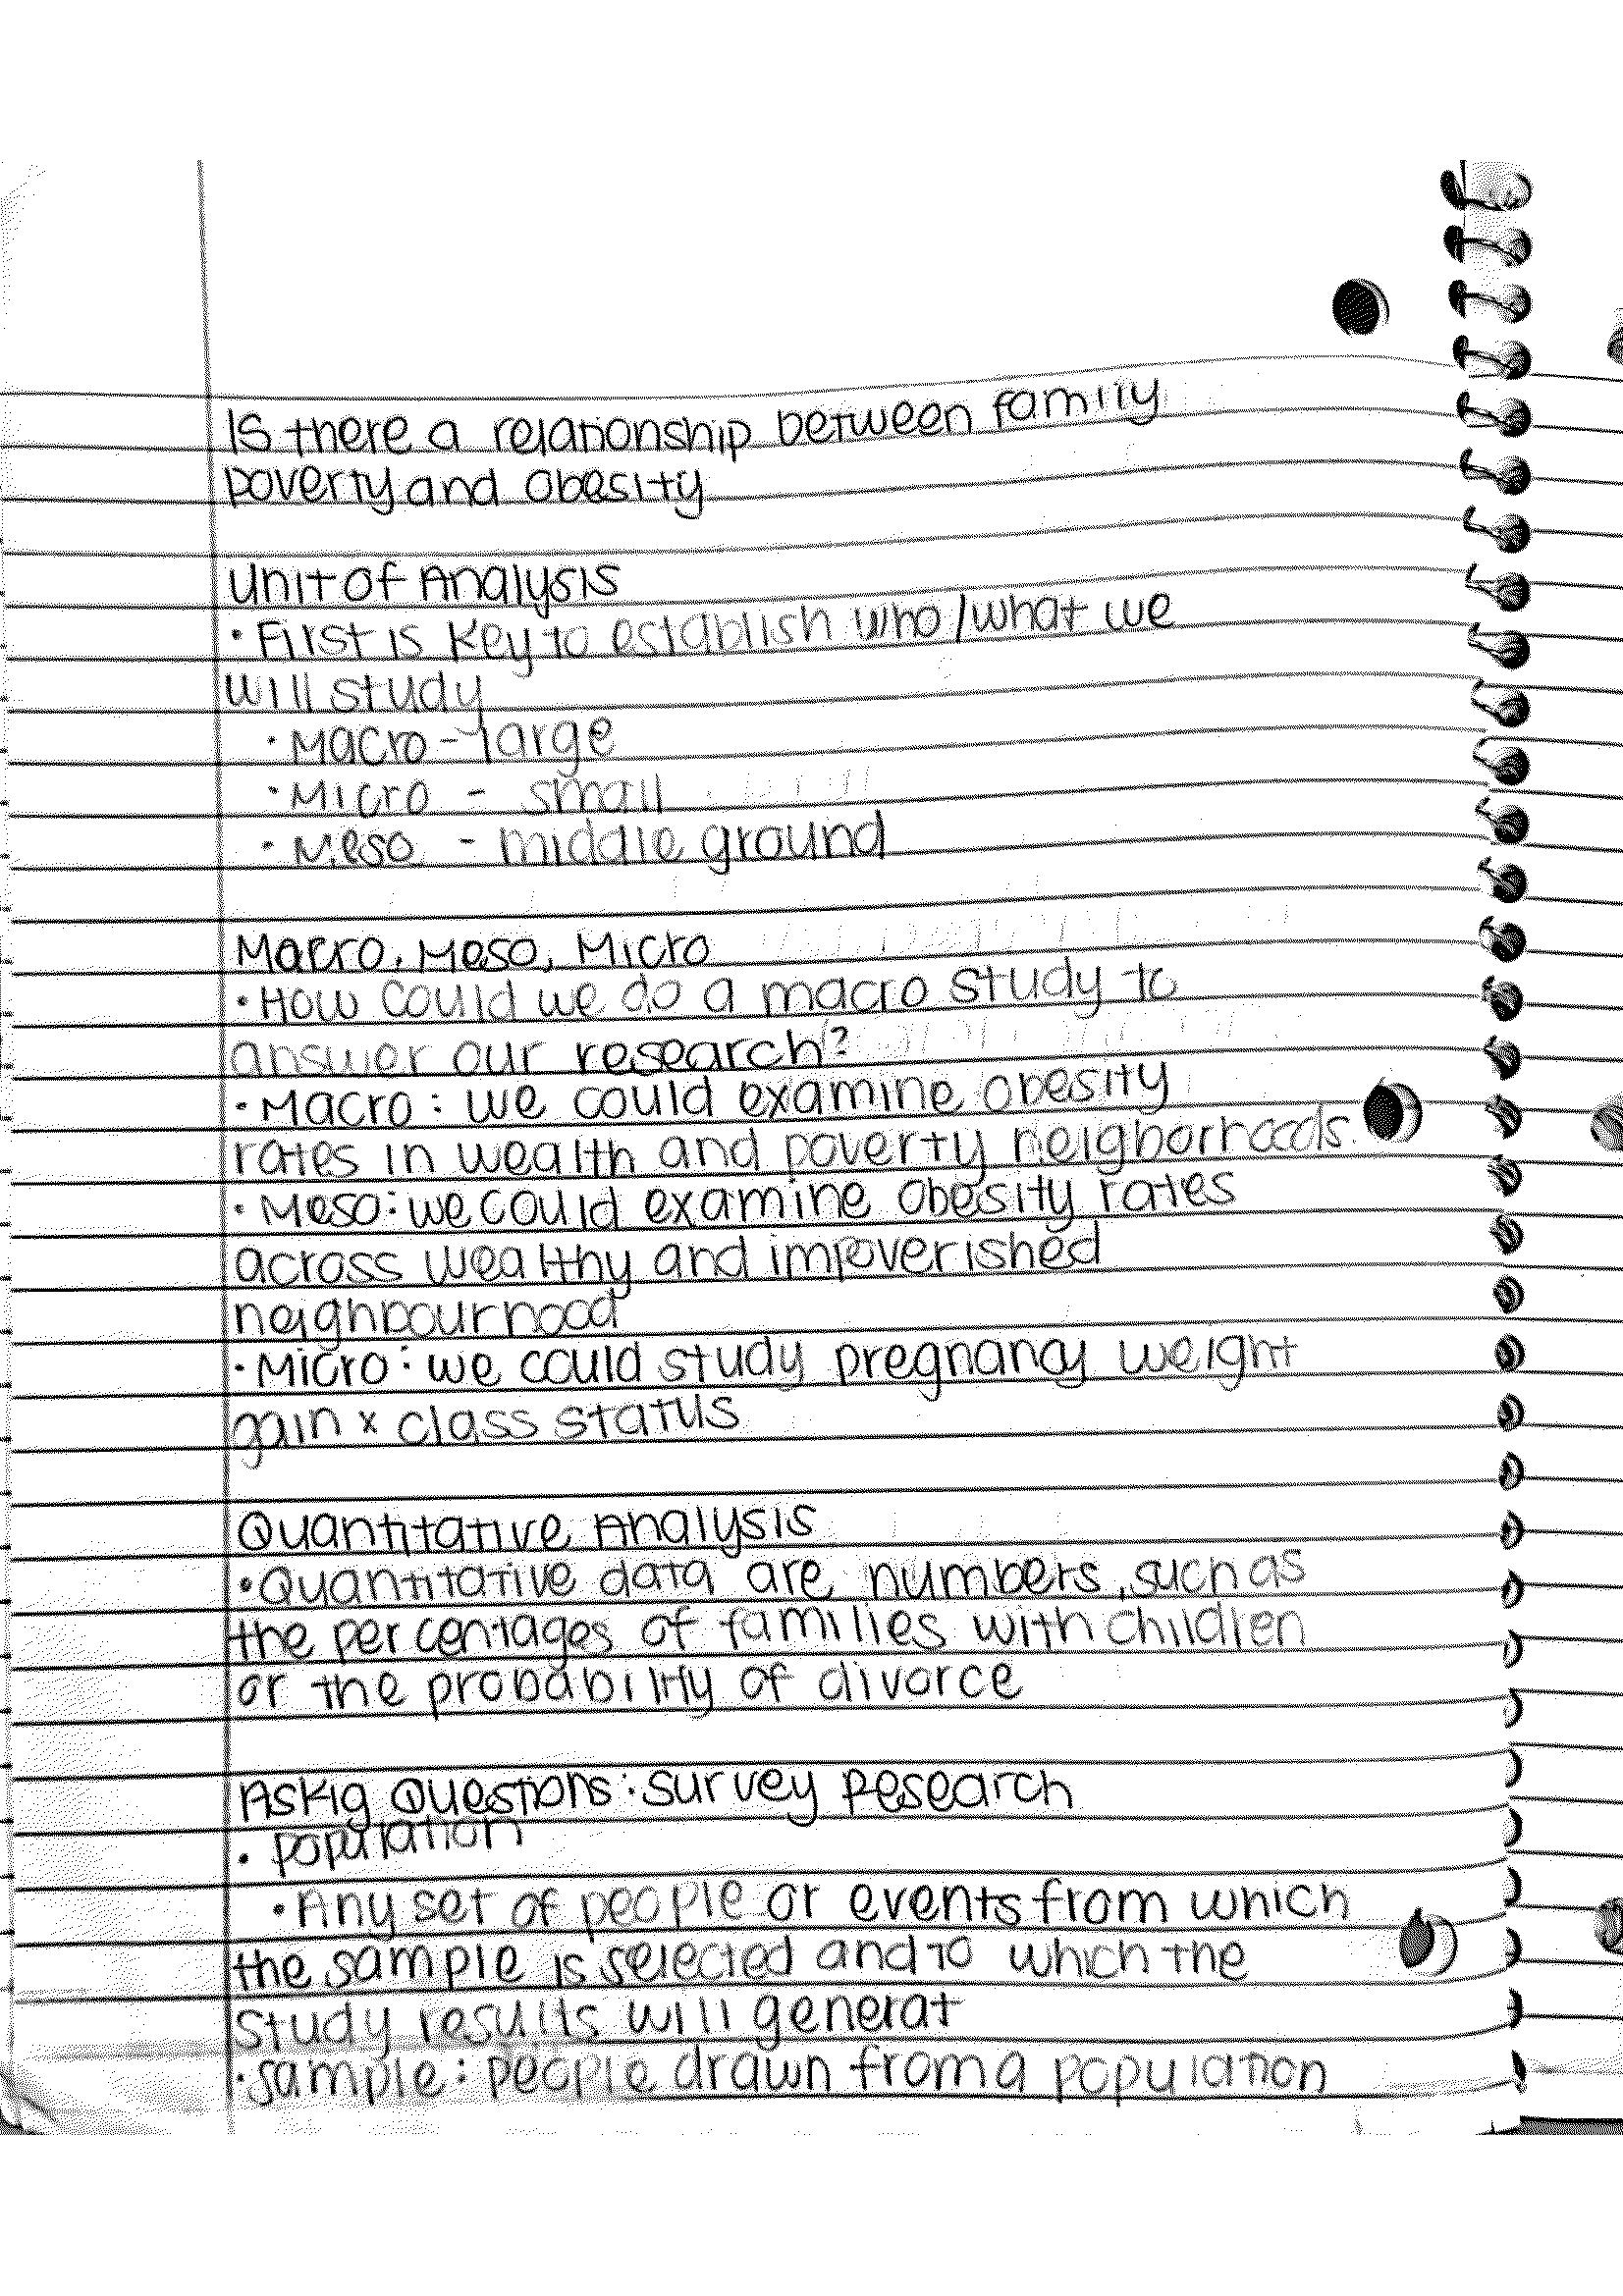 Is there a relationship between family
poverty and obesity
Unit of Analysis
• First is key to establish who/what we
will study
• Macro - large
• Micro - small
• Meso - middle ground
Macro, Meso, Micro
• How could we do a macro study to
answer our research?
• Macro: we could examine obesity
rates in wealth and poverty neighborhoods.
• Meso: we could examine obesity rates
across wealthy and impoverished
neighbourhood
• Micro: we could study pregnancy weight
gain x class status
Quantitative Analysis
• Quantitative data are numbers, such as
the percentages of families with children
or the probability of divorce
Askig Questions: Survey Research
• population
• Any set of people or events from which
the sample is selected and to which the
study results will generat
• sample: people drawn from a population